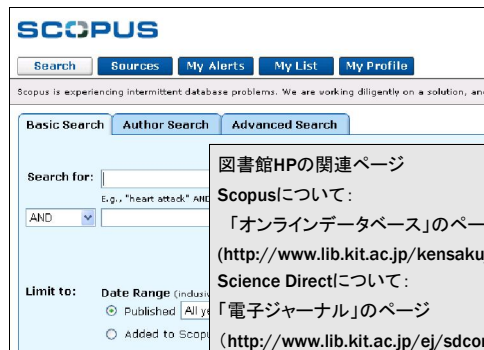 SCOPUS
Search Sources My Alerts My List My Profile
Scopus is experiencing intermittent database problems. We are working diligently on a solution, and
Basic Search Author Search Advanced Search
Search for:
E.g., "heart attack" AND
AND
Limit to: Date Range (inclusive
Published All ye
Added to Scopu
図書館HPの関連ページ
Scopusについて:
「オンラインデータベース」のペー
(http://www.lib.kit.ac.jp/kensaku
Science Directについて:
「電子ジャーナル」のページ
(http://www.lib.kit.ac.jp/ej/sdcon